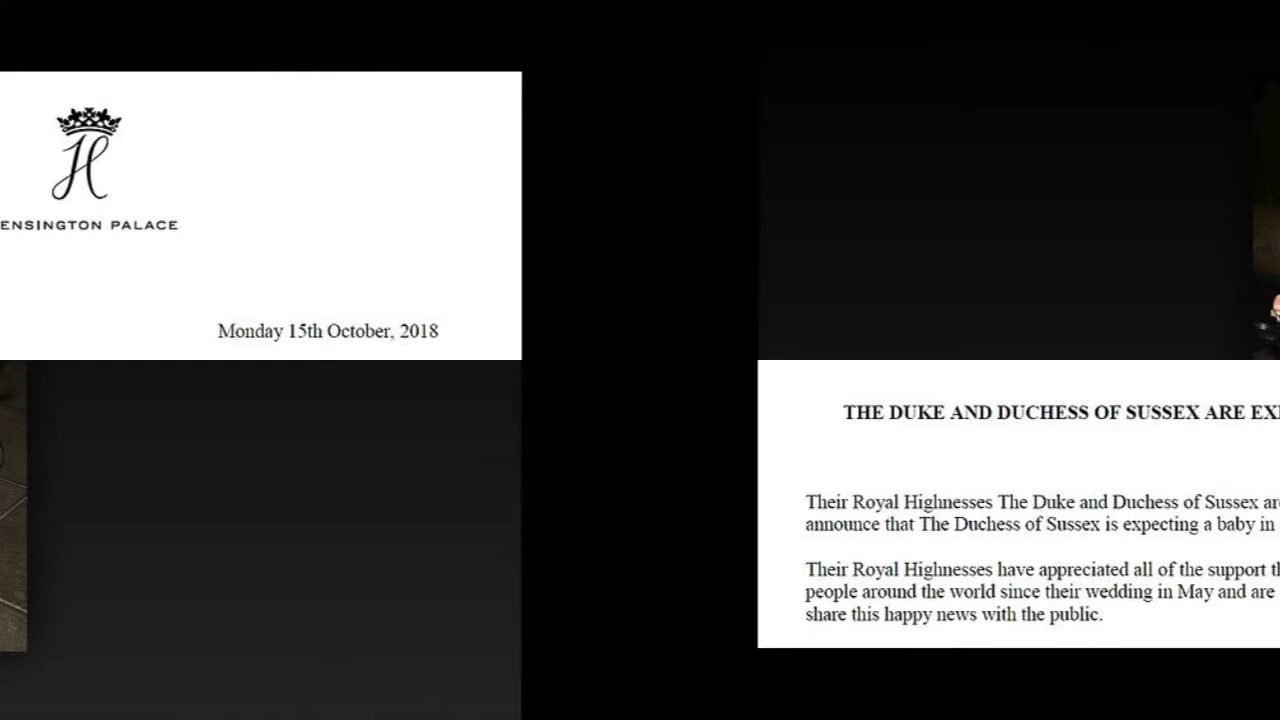 H
ENSINGTON PALACE
Monday 15th October, 2018
THE DUKE AND DUCHESS OF SUSSEX ARE EX
Their Royal Highnesses The Duke and Duchess of Sussex ar
announce that The Duchess of Sussex is expecting a baby in
Their Royal Highnesses have appreciated all of the support th
people around the world since their wedding in May and are
share this happy news with the public.